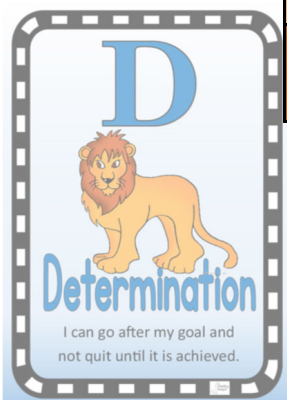 D
Determination
I can go after my goal and
not quit until it is achieved.